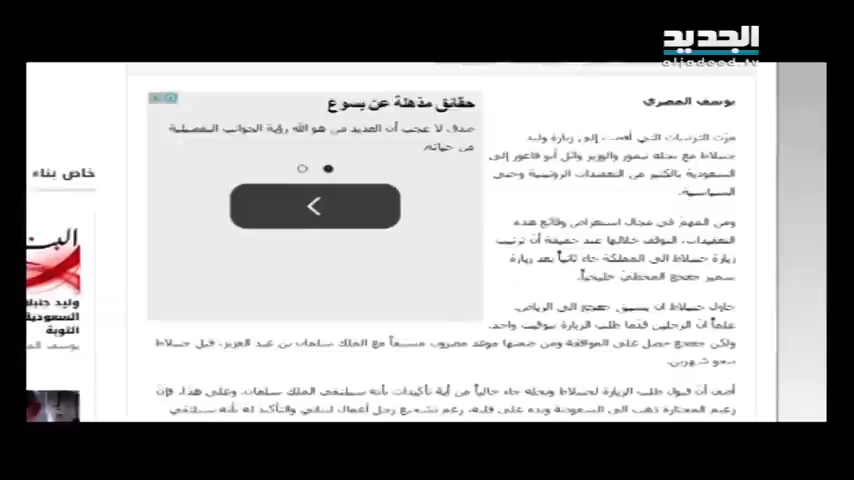 الجديد
aljadeed.tv
حقائق مذهلة عن يسوع
صدق لا عجب أن العديد من هو الله رؤية الجوانب التفصيلية
من حياته.
خاص بناء
وليد جنبلا
السعودية
التوبة
يوسف الم
يوسف المصري
مرّت الترتيبات التي أفضت إلى زيارة وليد
جنبلاط مع نجله تيمور والوزير وائل أبو فاعور إلى
السعودية بالكثير من التعقيدات الروتينية وحتى
السياسية.
ومن المهمّ في مجال استعراض وقائع هذه
التعقيدات، التوقف خلالها عند حقيقة أنّ ترتيب
زيارة جنبلاط الى المملكة جاء ثانياً بعد زيارة
سمير جعجع المحظيّ خليجياً.
حاول جنبلاط ان يسبق جعجع الى الرياض،
علماً انّ الرجلين قدّما طلب الزيارة بتوقيت واحد.
ولكن جعجع حصل على الموافقة ومن ضمنها موعد مضروب مسبقاً مع الملك سلمان بن عبد العزيز، قبل جنبلاط
بنحو شهرين.
أضف أنّ قبول طلب الزيارة لجنبلاط ونجله جاء خالياً من أية تأكيدات بأنه سيلتقي الملك سلمان. وعلى هذا، فإنّ
زعيم المختارة ذهب الى السعودية ويده على قلبه، رغم تشجيع رجل أعمال لبناني والتأكيد له بأنه سيلتقي